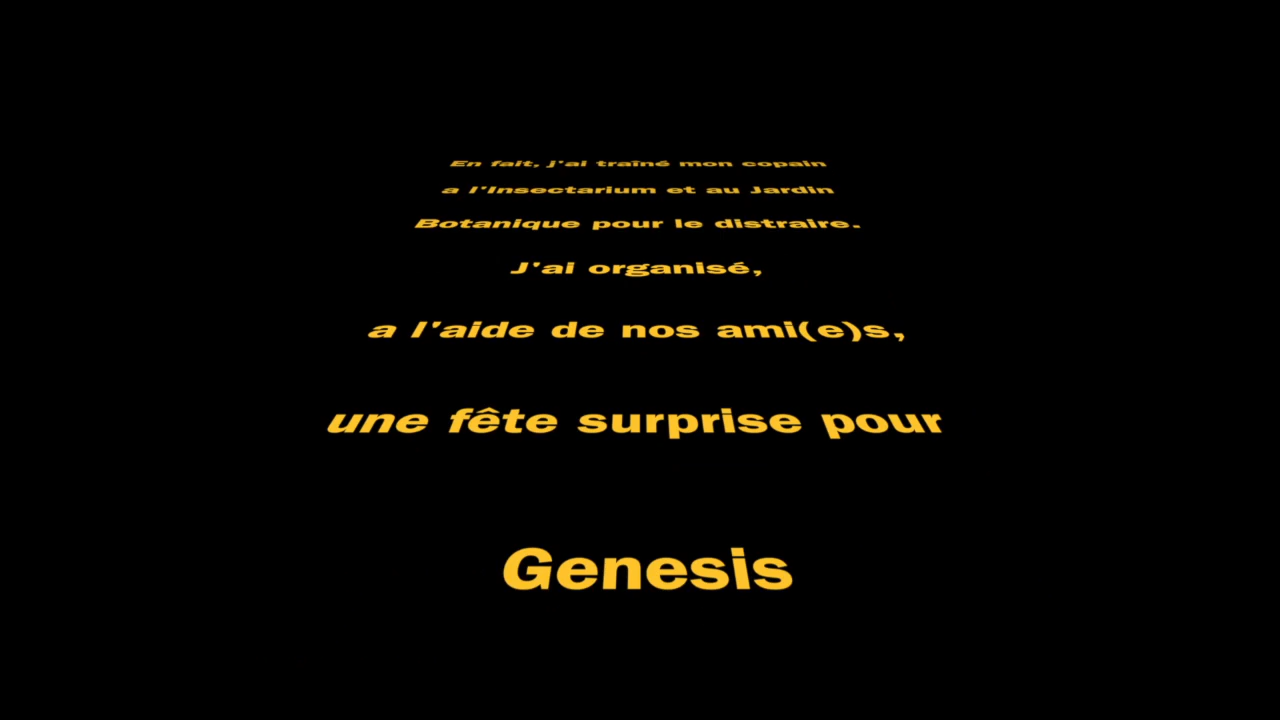 En fait, j'ai traîné mon copain
a l'Insectarium et au Jardin
Botanique pour le distraire.
J'ai organisé,
a l'aide de nos ami(e)s,
une fête surprise pour
Genesis